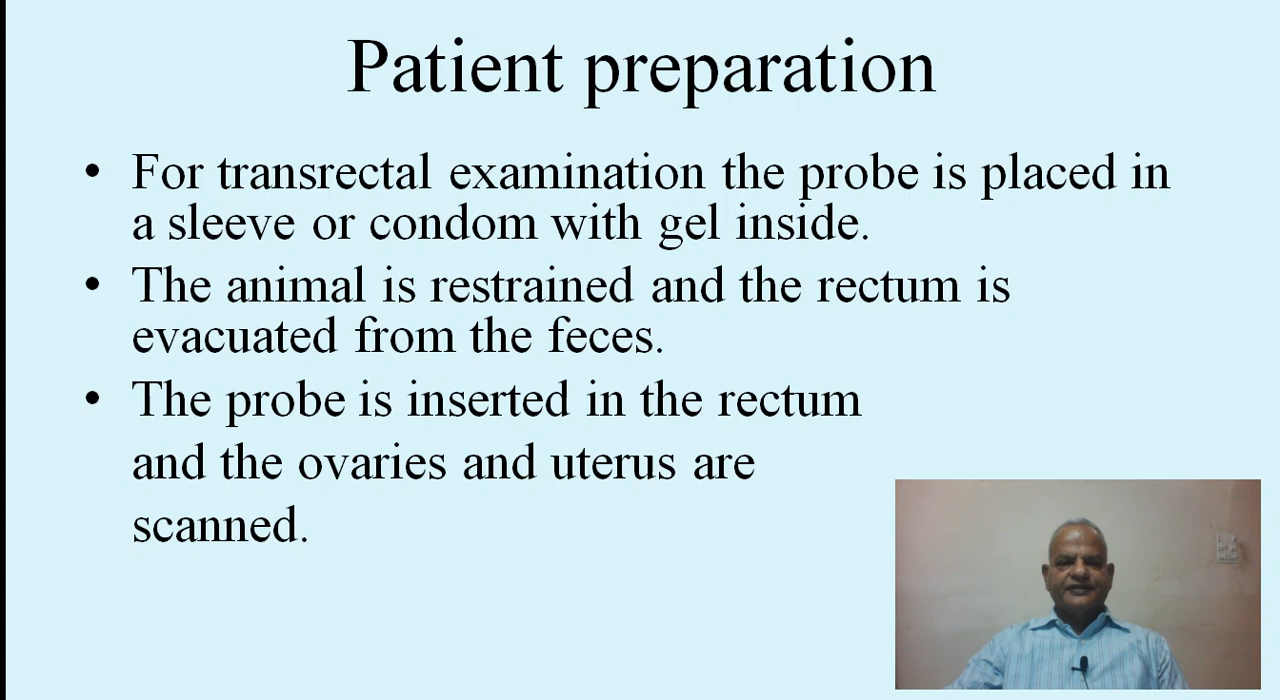 Patient preparation
• For transrectal examination the probe is placed in
a sleeve or condom with gel inside.
• The animal is restrained and the rectum is
evacuated from the feces.
• The probe is inserted in the rectum
and the ovaries and uterus are
scanned.